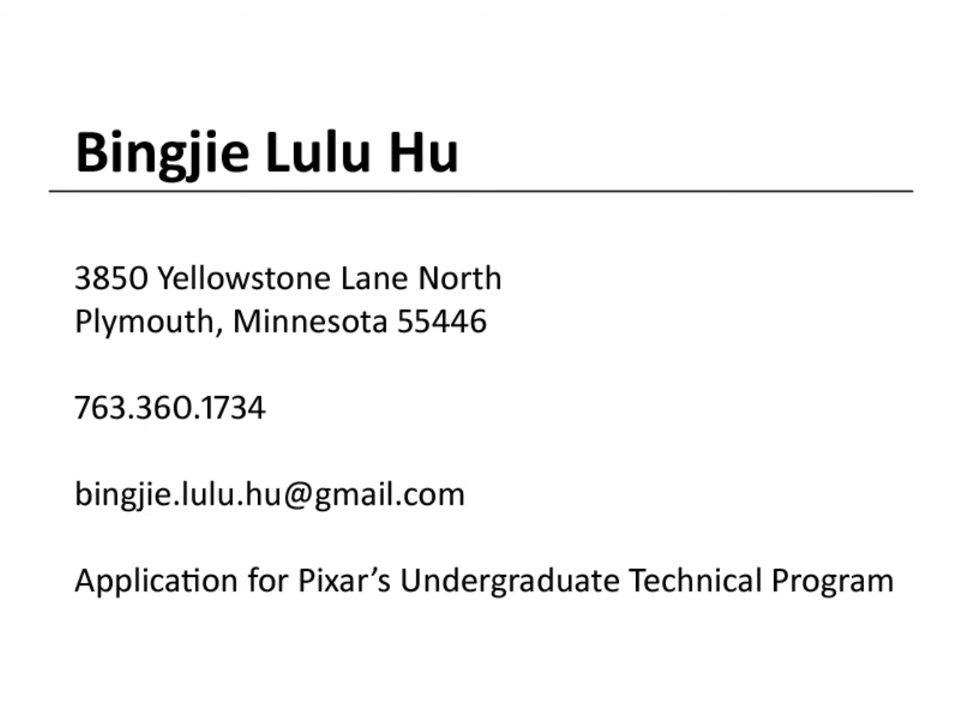 Bingjie Lulu Hu
3850 Yellowstone Lane North
Plymouth, Minnesota 55446
763.360.1734
bingjie.lulu.hu@gmail.com
Application for Pixar’s Undergraduate Technical Program